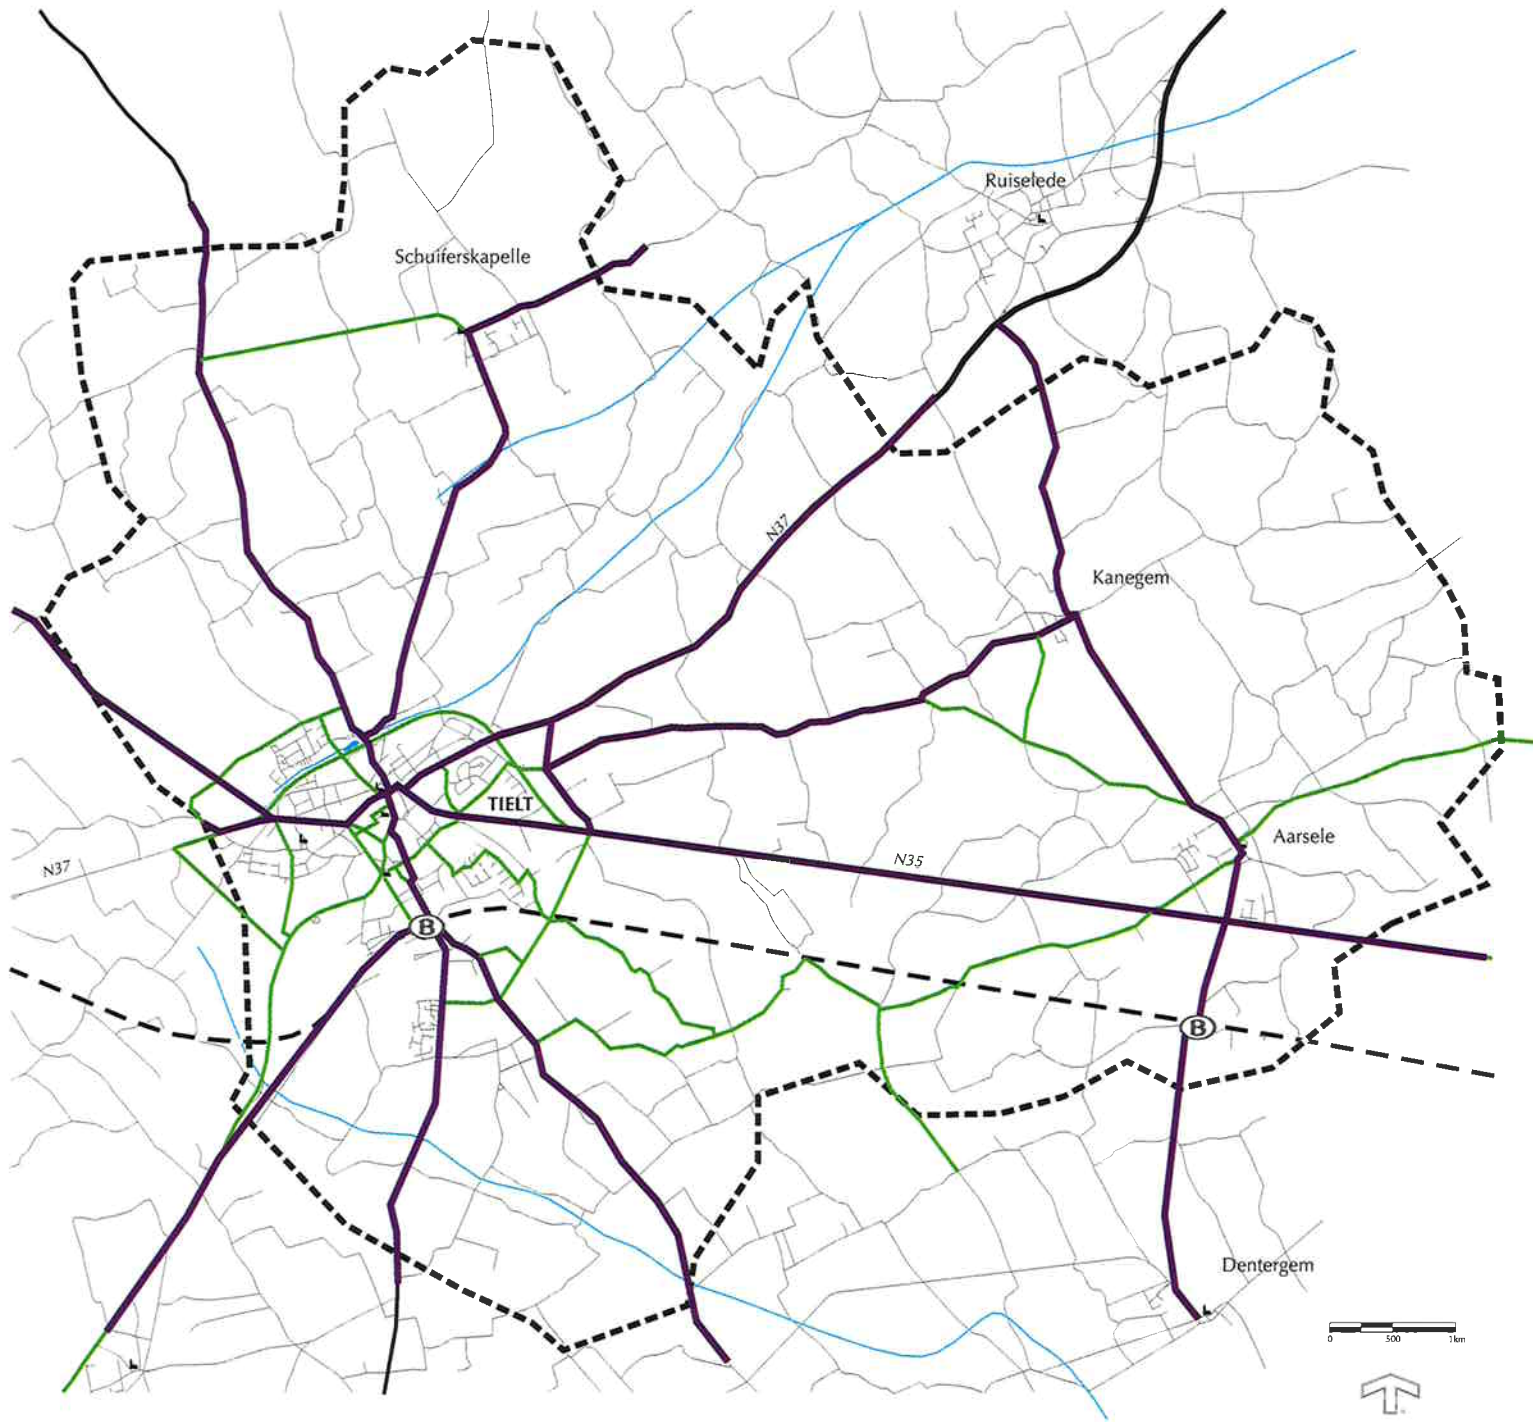 Ruiselede
Schuiferskapelle
N37
Kanegem
TIELT
Aarsele
N35
N37
B
B
Dentergem
0 500 1km